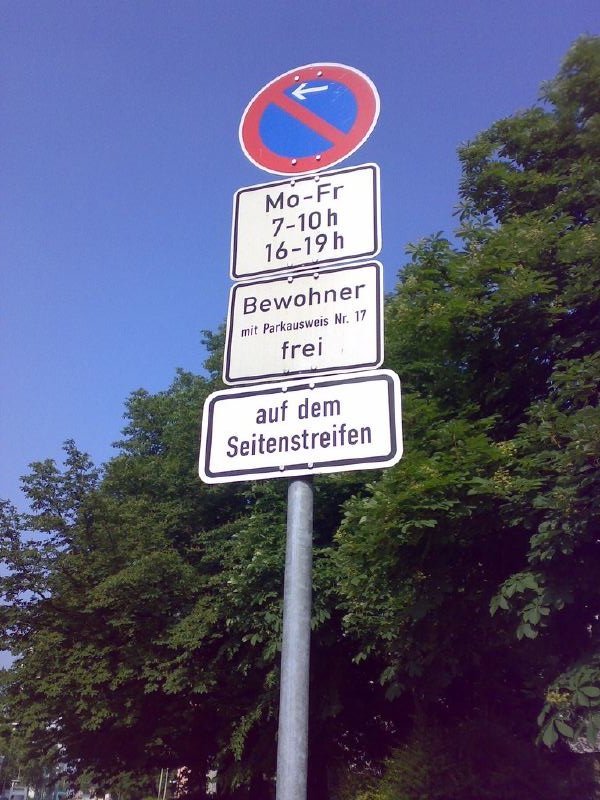 Mo-Fr
7-10 h
16-19 h
Bewohner
mit Parkausweis Nr. 17
frei
auf dem
Seitenstreifen